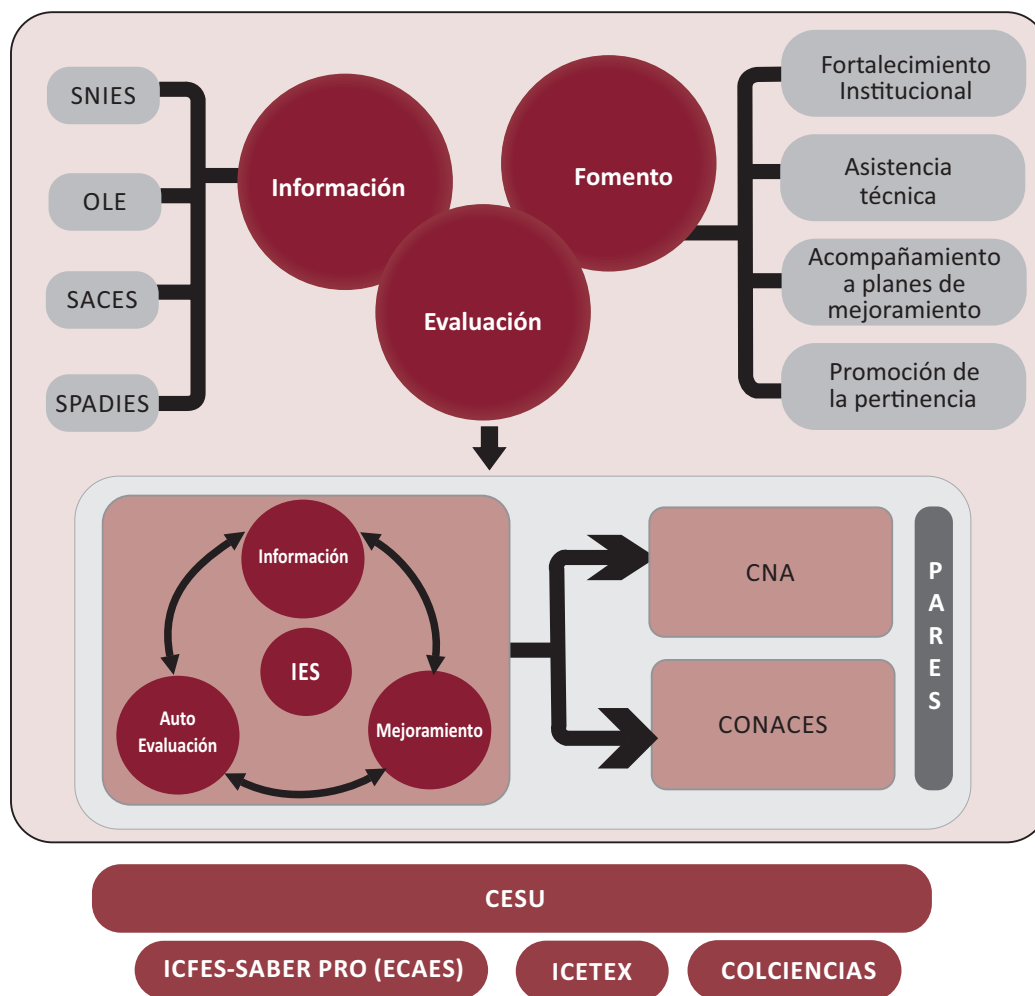 SNIES
OLE
SACES
SPADIES
Información
Fomento
Evaluación
Fortalecimiento
Institucional
Asistencia
técnica
Acompañamiento
a planes de
mejoramiento
Promoción de
la pertinencia
Información
IES
Auto
Evaluación
Mejoramiento
CNA
CONACES
PARES
CESU
ICFES-SABER PRO (ECAES)
ICETEX
COLCIENCIAS